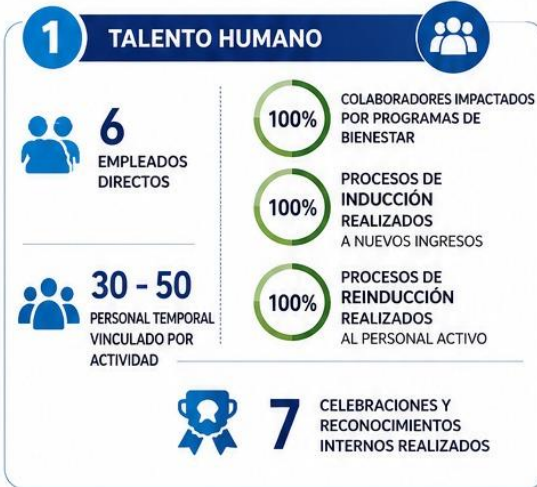 1
TALENTO HUMANO
6
EMPLEADOS
DIRECTOS
30 - 50
PERSONAL TEMPORAL
VINCULADO POR
ACTIVIDAD
100%
COLABORADORES IMPACTADOS
POR PROGRAMAS DE
BIENESTAR
100%
PROCESOS DE
INDUCCIÓN
REALIZADOS
A NUEVOS INGRESOS
100%
PROCESOS DE
REINDUCCIÓN
REALIZADOS
AL PERSONAL ACTIVO
7
CELEBRACIONES Y
RECONOCIMIENTOS
INTERNOS REALIZADOS